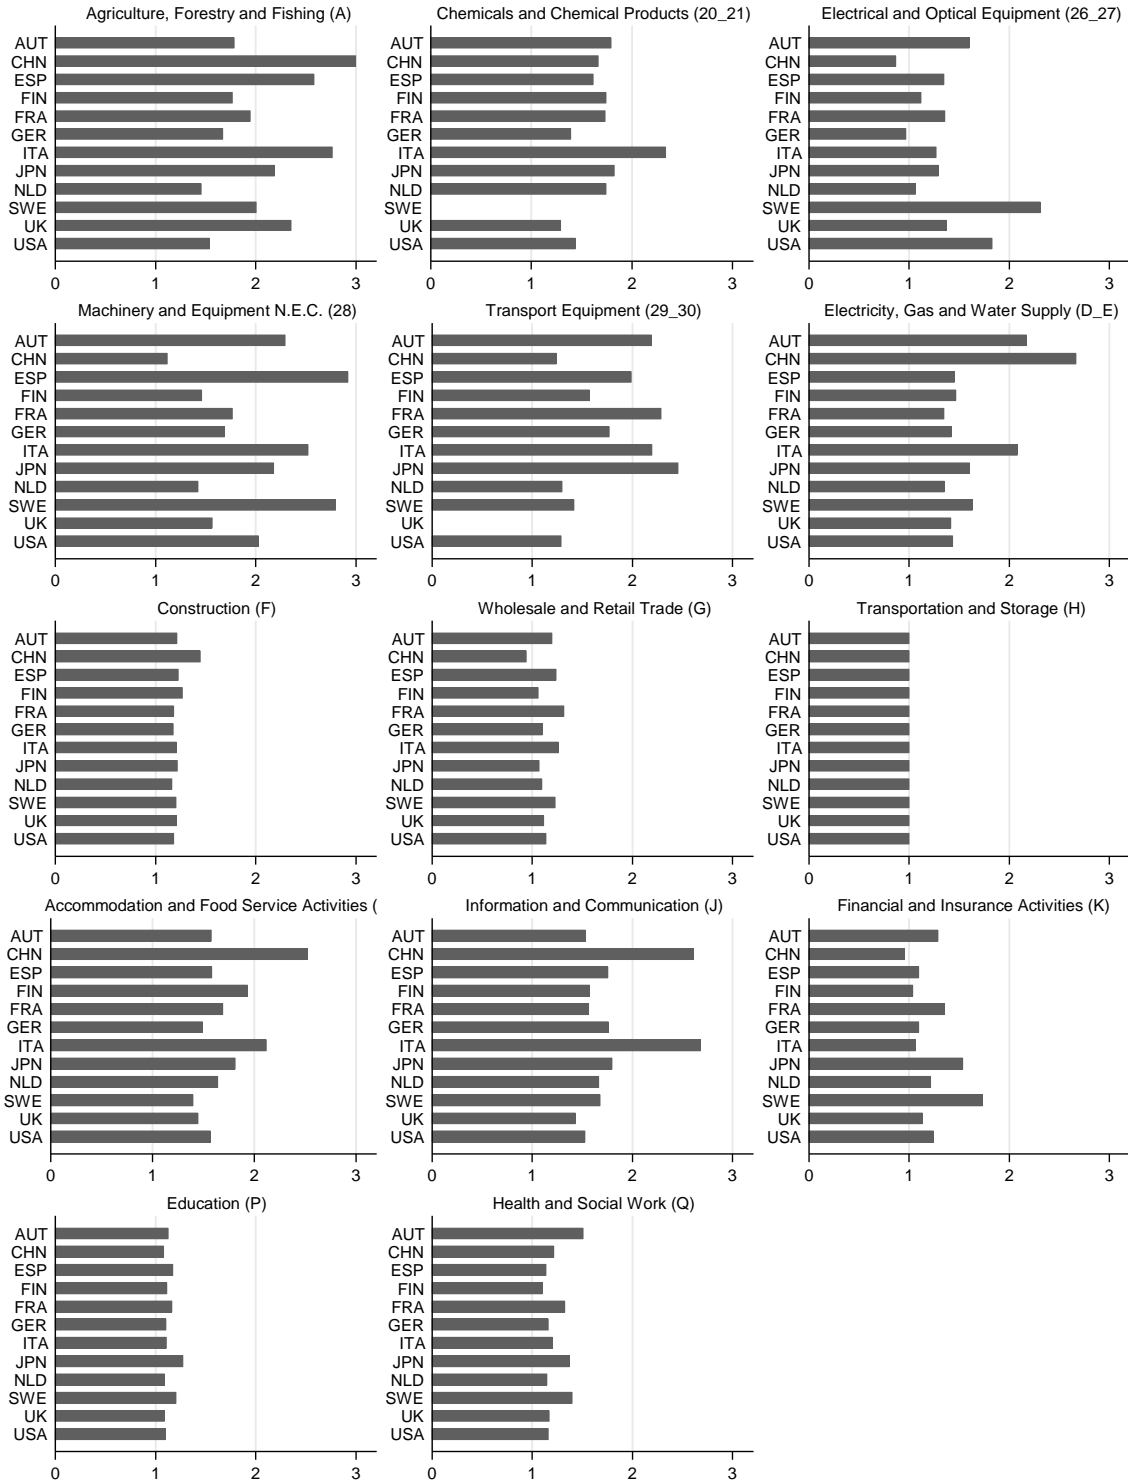 Agriculture, Forestry and Fishing (A)
AUT
CHN
ESP
FIN
FRA
GER
ITA
JPN
NLD
SWE
UK
USA
0 1 2 3
Chemicals and Chemical Products (20_21)
AUT
CHN
ESP
FIN
FRA
GER
ITA
JPN
NLD
SWE
UK
USA
0 1 2 3
Electrical and Optical Equipment (26_27)
AUT
CHN
ESP
FIN
FRA
GER
ITA
JPN
NLD
SWE
UK
USA
0 1 2 3
Machinery and Equipment N.E.C. (28)
AUT
CHN
ESP
FIN
FRA
GER
ITA
JPN
NLD
SWE
UK
USA
0 1 2 3
Transport Equipment (29_30)
AUT
CHN
ESP
FIN
FRA
GER
ITA
JPN
NLD
SWE
UK
USA
0 1 2 3
Electricity, Gas and Water Supply (D_E)
AUT
CHN
ESP
FIN
FRA
GER
ITA
JPN
NLD
SWE
UK
USA
0 1 2 3
Construction (F)
AUT
CHN
ESP
FIN
FRA
GER
ITA
JPN
NLD
SWE
UK
USA
0 1 2 3
Wholesale and Retail Trade (G)
AUT
CHN
ESP
FIN
FRA
GER
ITA
JPN
NLD
SWE
UK
USA
0 1 2 3
Transportation and Storage (H)
AUT
CHN
ESP
FIN
FRA
GER
ITA
JPN
NLD
SWE
UK
USA
0 1 2 3
Accommodation and Food Service Activities (
AUT
CHN
ESP
FIN
FRA
GER
ITA
JPN
NLD
SWE
UK
USA
0 1 2 3
Information and Communication (J)
AUT
CHN
ESP
FIN
FRA
GER
ITA
JPN
NLD
SWE
UK
USA
0 1 2 3
Financial and Insurance Activities (K)
AUT
CHN
ESP
FIN
FRA
GER
ITA
JPN
NLD
SWE
UK
USA
0 1 2 3
Education (P)
AUT
CHN
ESP
FIN
FRA
GER
ITA
JPN
NLD
SWE
UK
USA
0 1 2 3
Health and Social Work (Q)
AUT
CHN
ESP
FIN
FRA
GER
ITA
JPN
NLD
SWE
UK
USA
0 1 2 3